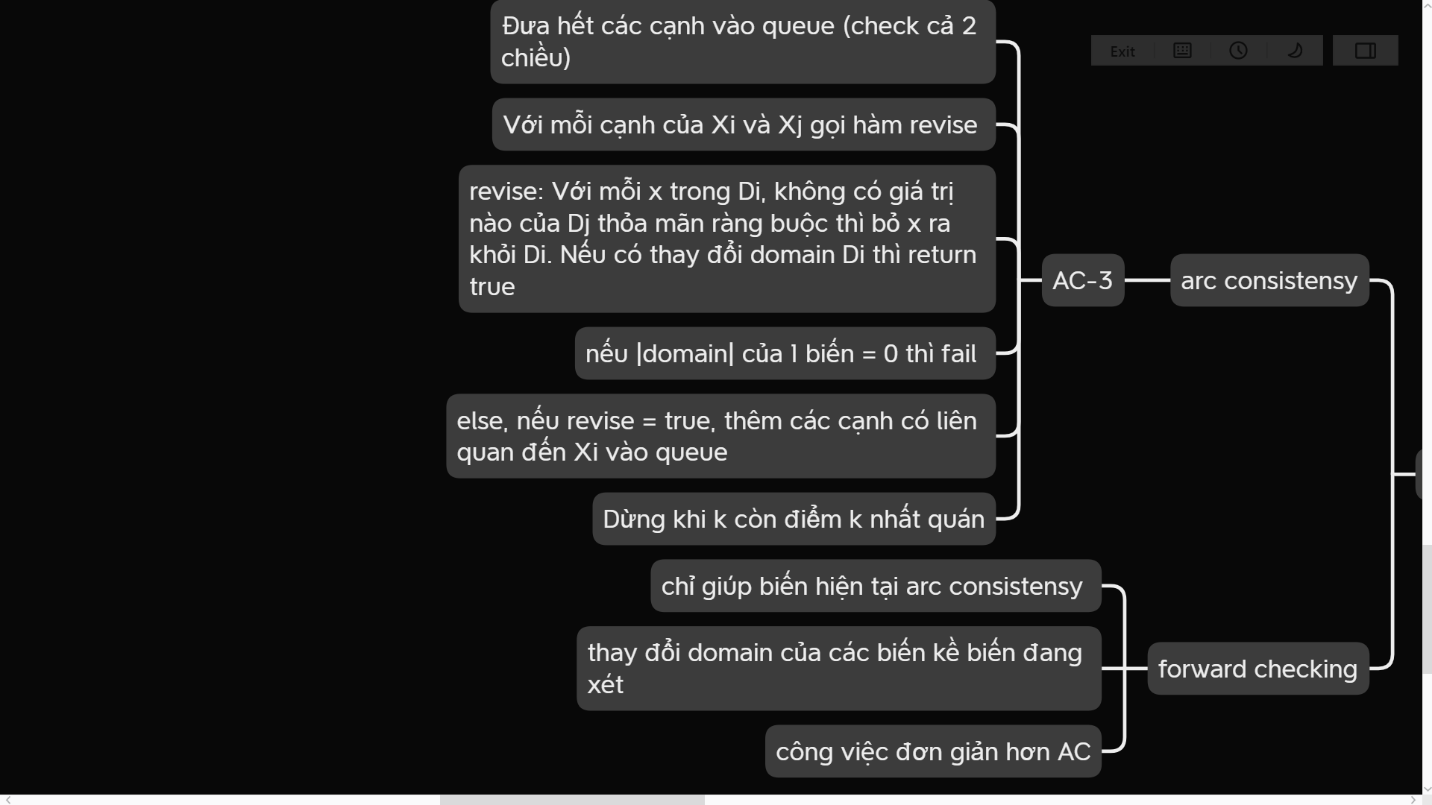 Đưa hết các cạnh vào queue (check cả 2
chiều)
Exit
Với mỗi cạnh của Xi và Xj gọi hàm revise
revise: Với mỗi x trong Di, không có giá trị
nào của Dj thỏa mãn ràng buộc thì bỏ x ra
khỏi Di. Nếu có thay đổi domain Di thì return
true
AC-3
arc consistensy
nếu |domain| của 1 biến = 0 thì fail
else, nếu revise = true, thêm các cạnh có liên
quan đến Xi vào queue
Dừng khi k còn điểm k nhất quán
chỉ giúp biến hiện tại arc consistensy
thay đổi domain của các biến kề biến đang
xét
forward checking
công việc đơn giản hơn AC